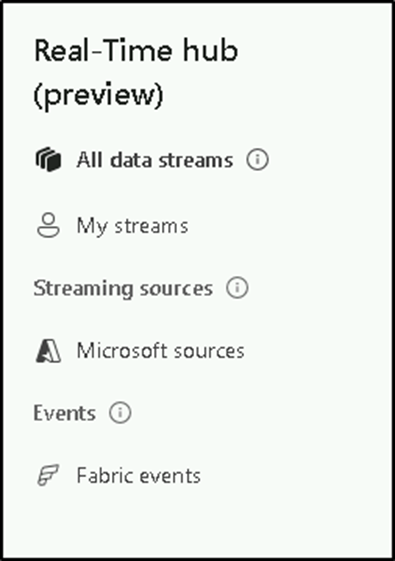 Real-Time hub
(preview)
All data streams
My streams
Streaming sources
Microsoft sources
Events
Fabric events